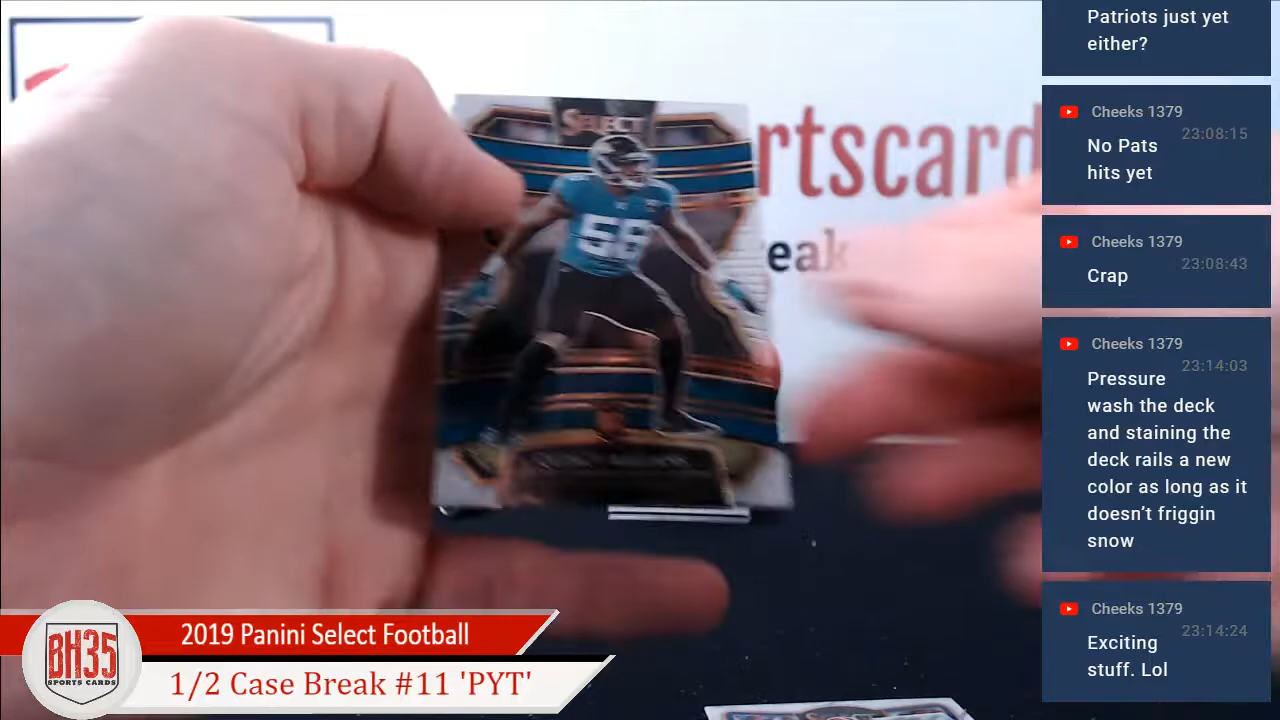 SELECT
58
rtscard
eak
Patriots just yet
either?
Cheeks 1379
23:08:15
No Pats
hits yet
Cheeks 1379
23:08:43
Crap
Cheeks 1379
23:14:03
Pressure
wash the deck
and staining the
deck rails a new
color as long as it
doesn’t friggin
snow
Cheeks 1379
23:14:24
Exciting
stuff. Lol
BH35
SPORTS CARDS
2019 Panini Select Football
1/2 Case Break #11 'PYT'